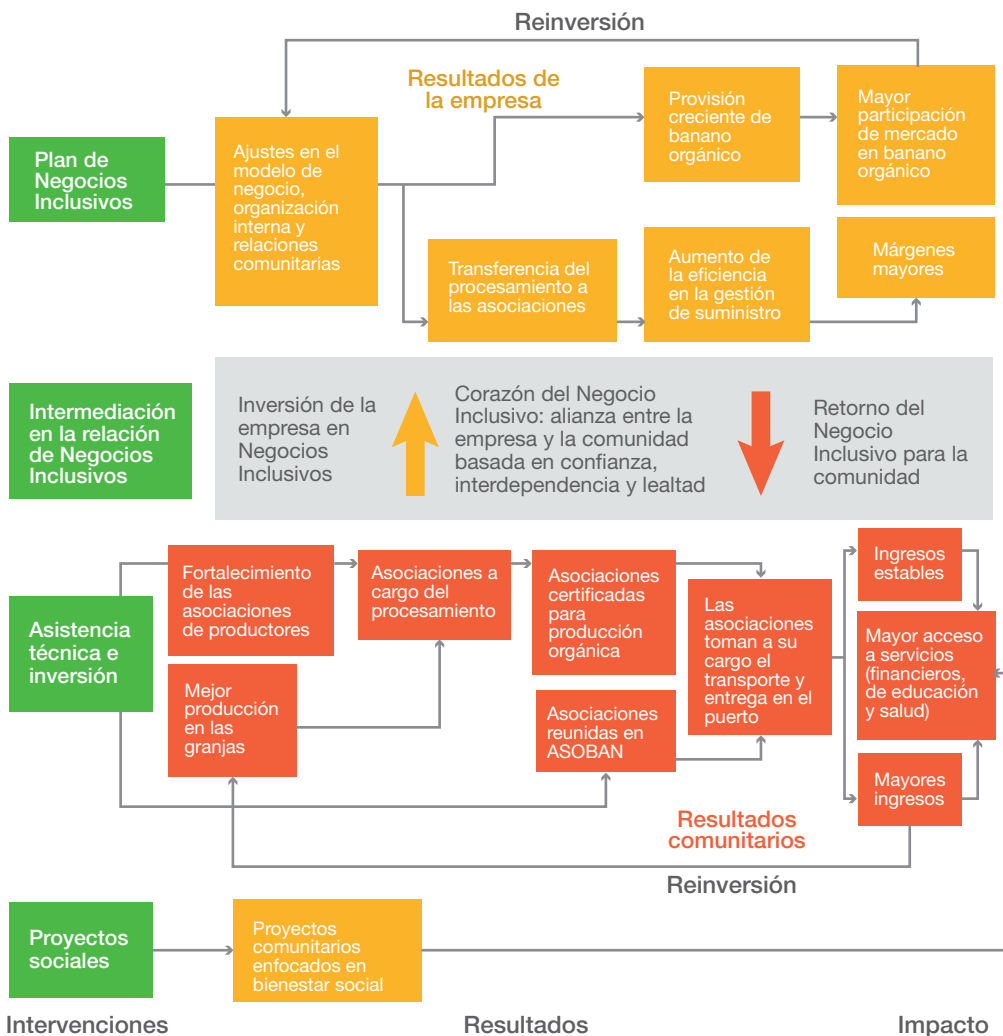 Reinversión
Resultados de
la empresa
Plan de
Negocios
Inclusivos
Ajustes en el
modelo de
negocio,
organización
interna y
relaciones
comunitarias
Provisión
creciente de
banano
orgánico
Mayor
participación
de mercado
en banano
orgánico
Transferencia del
procesamiento a
las asociaciones
Aumento de
la eficiencia
en la gestión
de suministro
Márgenes
mayores
Intermediación
en la relación
de Negocios
Inclusivos
Inversión de la
empresa en
Negocios
Inclusivos
Corazón del Negocio
Inclusivo: alianza entre la
empresa y la comunidad
basada en confianza,
interdependencia y lealtad
Retorno del
Negocio
Inclusivo para la
comunidad
Asistencia
técnica e
inversión
Fortalecimiento
de las
asociaciones
de productores
Asociaciones a
cargo del
procesamiento
Asociaciones
certificadas
para
producción
orgánica
Las
asociaciones
toman a su
cargo el
transporte y
entrega en el
puerto
Ingresos
estables
Mayor acceso
a servicios
(financieros,
de educación
y salud)
Mejor
producción
en las
granjas
Asociaciones
reunidas en
ASOBAN
Mayores
ingresos
Resultados
comunitarios
Reinversión
Proyectos
sociales
Proyectos
comunitarios
enfocados en
bienestar social
Intervenciones
Resultados
Impacto